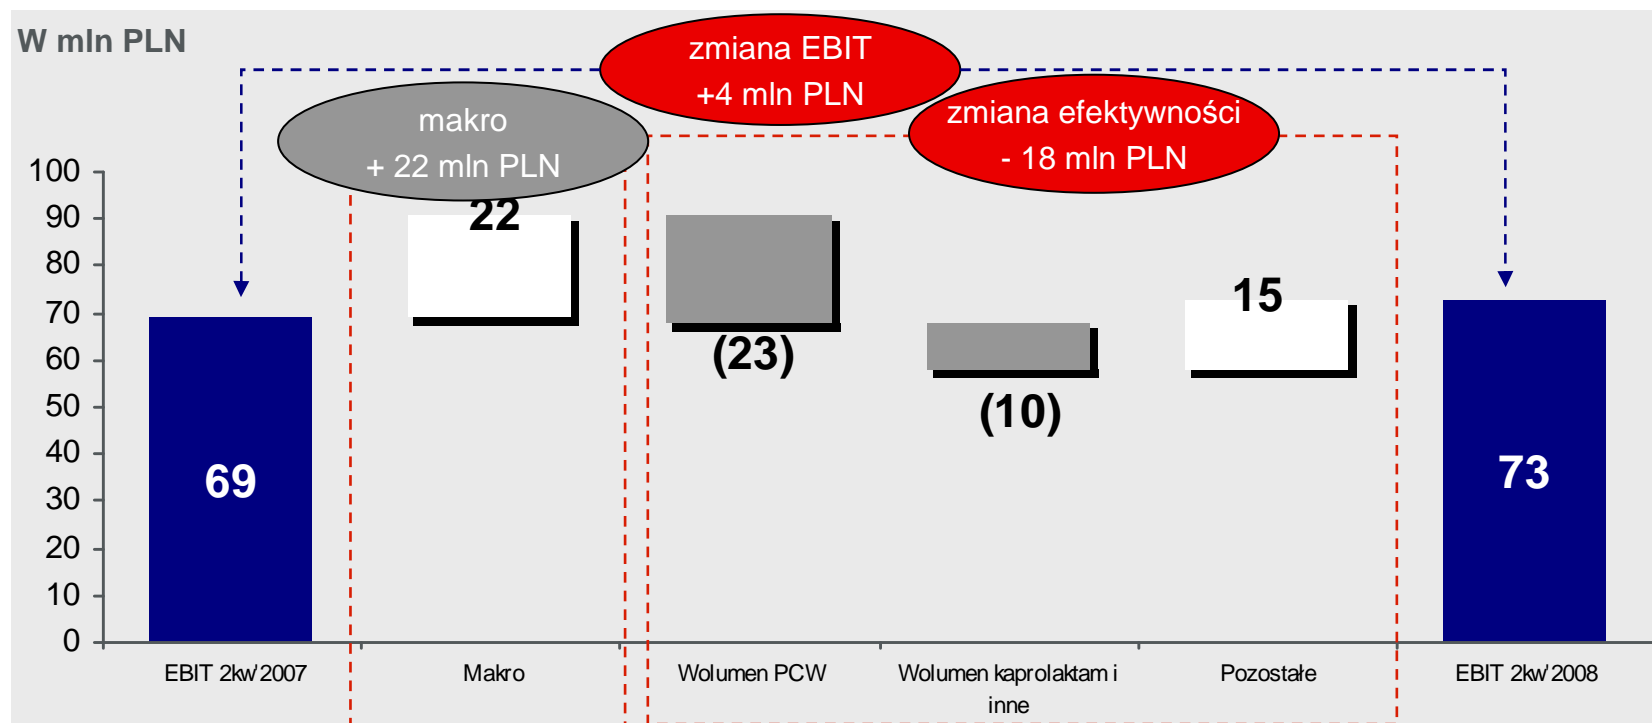 W mln PLN
zmiana EBIT
+4 mln PLN
makro
+ 22 mln PLN
zmiana efektywności
- 18 mln PLN
100
90
80
70
60
50
40
30
20
10
0
69
22
(23)
(10)
15
73
EBIT 2kw'2007
Makro
Wolumen PCW
Wolumen kaprolaktam i
inne
Pozostałe
EBIT 2kw'2008